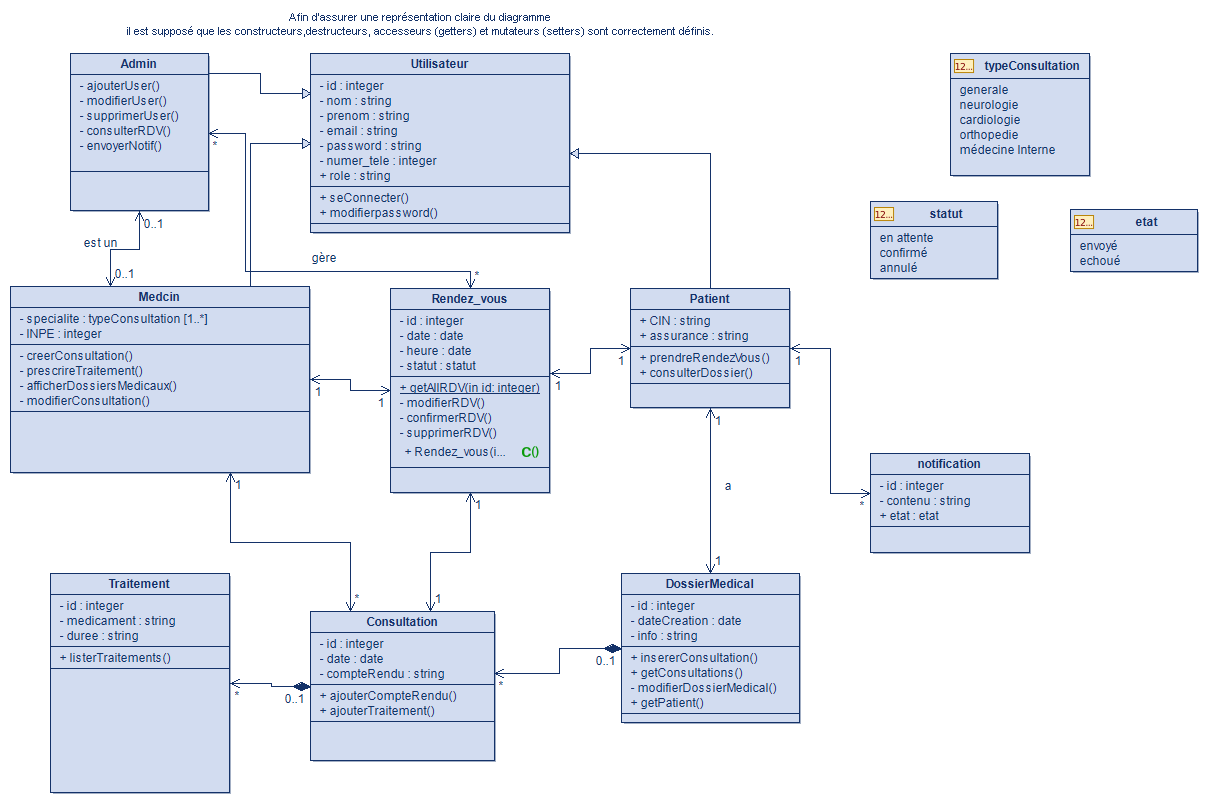 Afin d'assurer une représentation claire du diagramme
il est supposé que les constructeurs,destructeurs, accesseurs (getters) et mutateurs (setters) sont correctement définis.
Admin
- ajouterUser()
- modifierUser()
- supprimerUser()
- consulterRDV()
- envoyerNotif()
*
0..1
est un
0..1
Utilisateur
- id : integer
- nom : string
- prenom : string
- email : string
- password : string
- numer_tele : integer
+ role : string
+ seConnecter()
+ modifierpassword()
gère
*
12... typeConsultation
generale
neurologie
cardiologie
orthopedie
médecine Interne
12... statut
en attente
confirmé
annulé
12... etat
envoyé
echoué
Medcin
- specialite : typeConsultation [1..*]
- INPE : integer
- creerConsultation()
- prescrireTraitement()
- afficherDossiersMedicaux()
- modifierConsultation()
1
1
1
*
Rendez_vous
- id : integer
- date : date
- heure : date
- statut : statut
+ getAllRDV(in id: integer)
- modifierRDV()
- confirmerRDV()
- supprimerRDV()
+ Rendez_vous(i... C()
1
1
1
1
Patient
+ CIN : string
+ assurance : string
+ prendreRendezVous()
+ consulterDossier()
1
*
1
a
1
notification
- id : integer
- contenu : string
+ etat : etat
Traitement
- id : integer
- medicament : string
- duree : string
+ listerTraitements()
*
0..1
Consultation
- id : integer
- date : date
- compteRendu : string
+ ajouterCompteRendu()
+ ajouterTraitement()
*
0..1
DossierMedical
- id : integer
- dateCreation : date
- info : string
+ insererConsultation()
+ getConsultations()
- modifierDossierMedical()
+ getPatient()